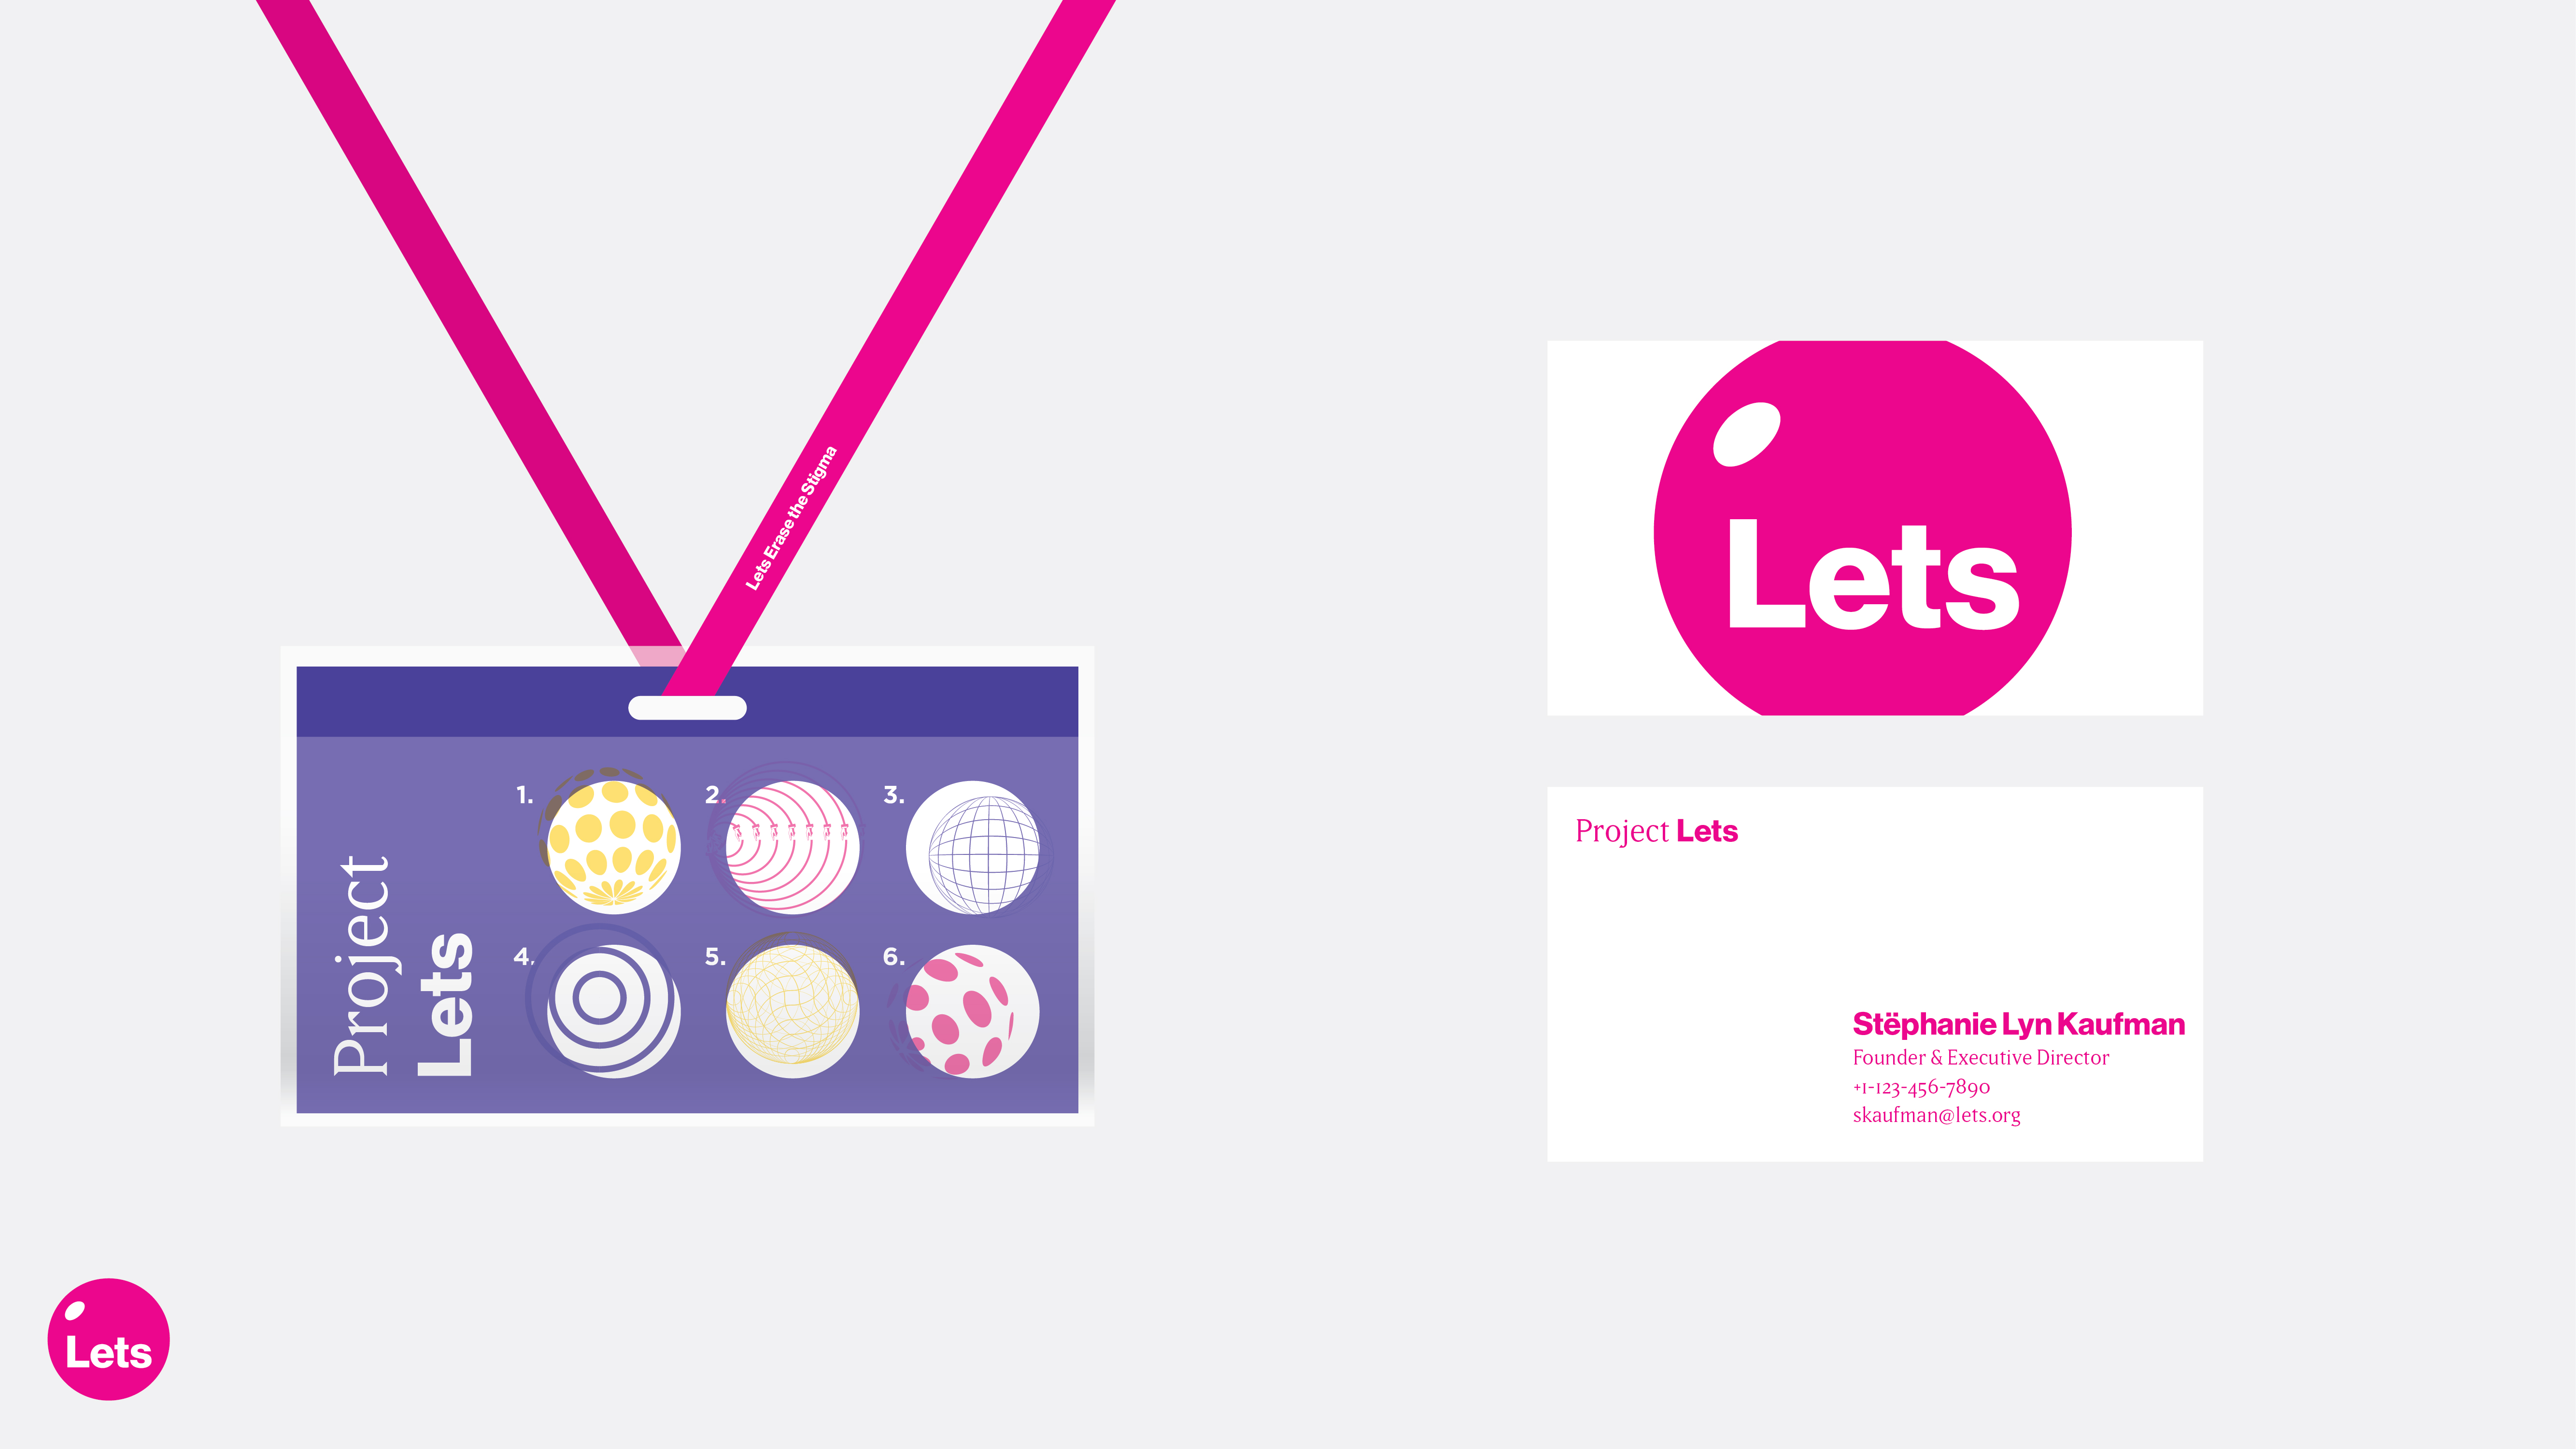 Lets Erase the Stigma
Project
Lets
1.
2.
3.
4.
5.
6.
Lets
Project Lets
Stëphanie Lyn Kaufman
Founder & Executive Director
+1-123-456-7890
skaufman@lets.org
Lets